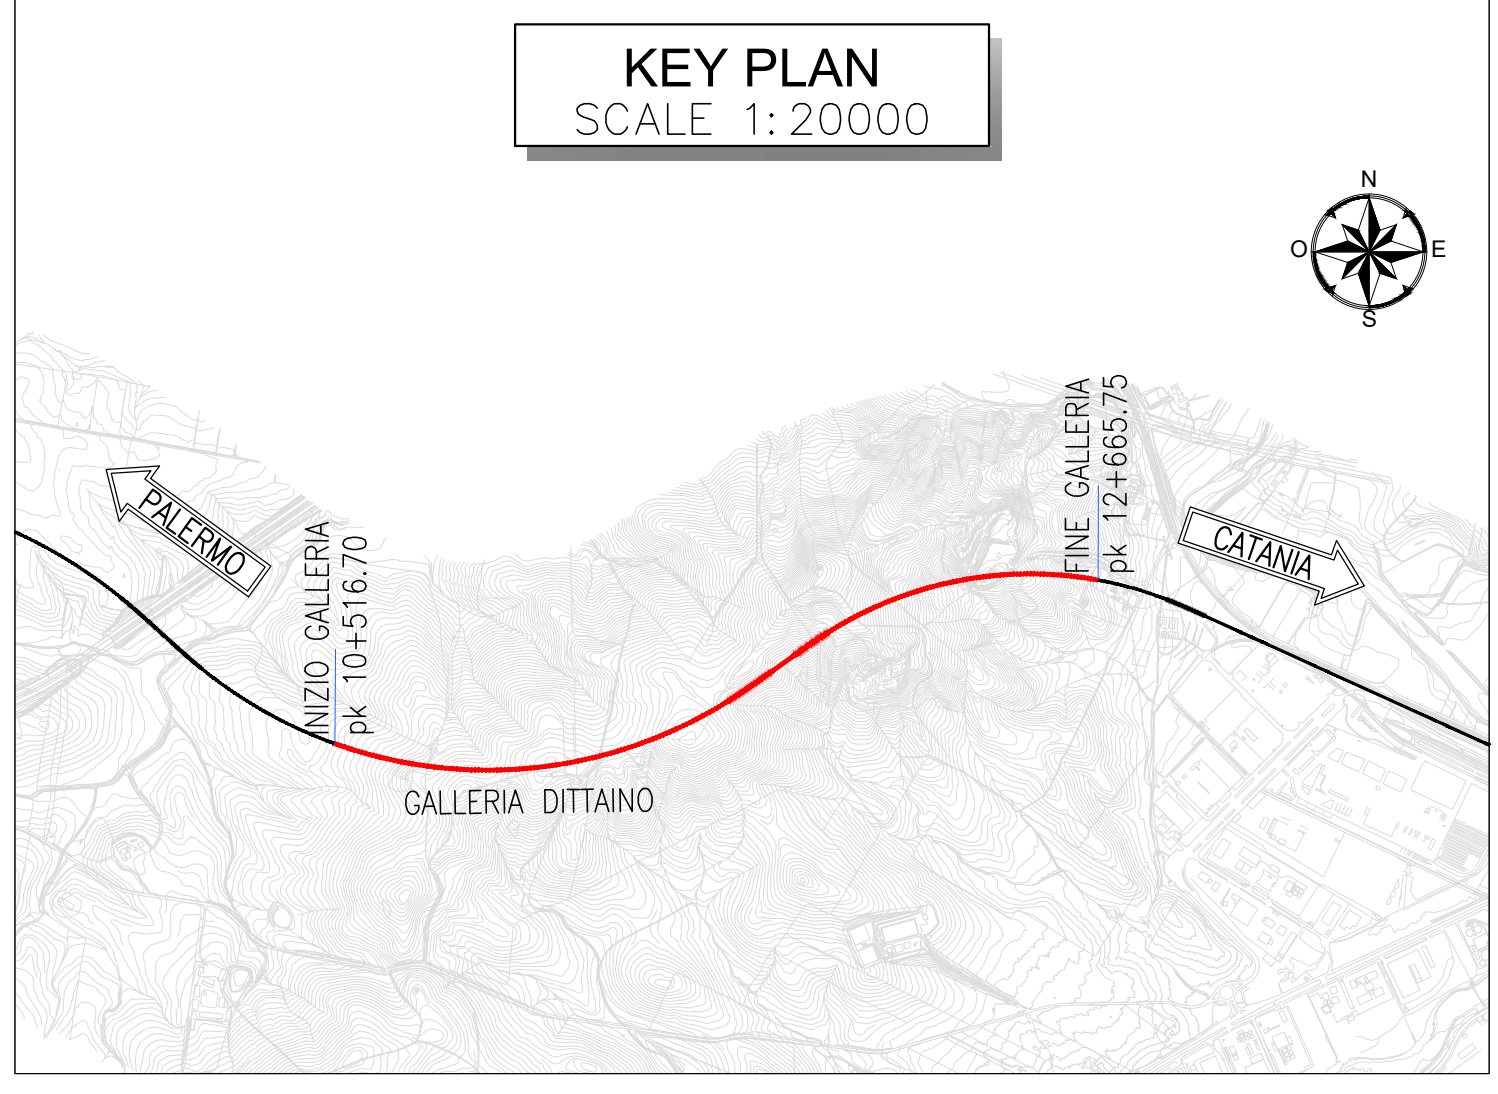 KEY PLAN
SCALE 1:20000
N
O
E
S
PALERMO
INIZIO GALLERIA
pk 10+516.70
FINE GALLERIA
pk 12+665.75
CATANIA
GALLERIA DITTAINO